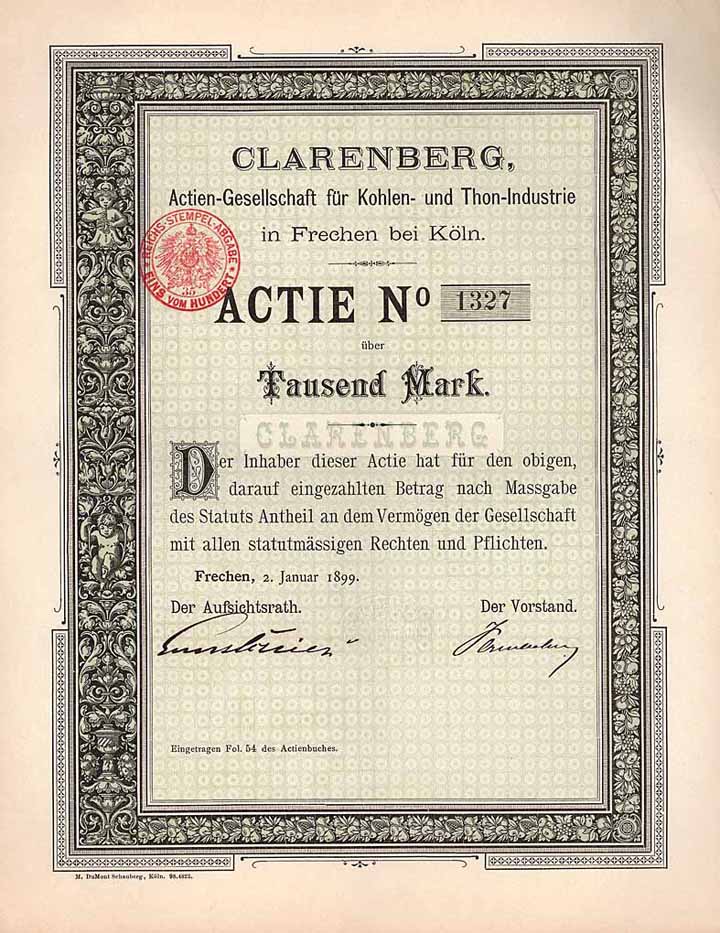 CLARENBERG,
Actien-Gesellschaft für Kohlen- und Thon-Industrie
in Frechen bei Köln.
REICHS-STEMPEL-ABGABE
35
EINS VOM HUNDERT
ACTIE Nº 1327
über
Tausend Mark.
CLARENBERG
Der Inhaber dieser Actie hat für den obigen,
darauf eingezahlten Betrag nach Massgabe
des Statuts Antheil an dem Vermögen der Gesellschaft
mit allen statutmässigen Rechten und Pflichten.
Frechen, 2. Januar 1899.
Der Aufsichtsrath. Der Vorstand.
Eingetragen Fol. 54 des Actienbuches.
M. DuMont Schauberg, Köln. 98.4822.